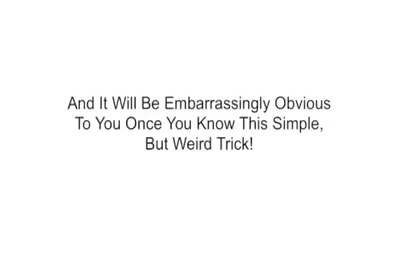 And It Will Be Embarrassingly Obvious
To You Once You Know This Simple,
But Weird Trick!